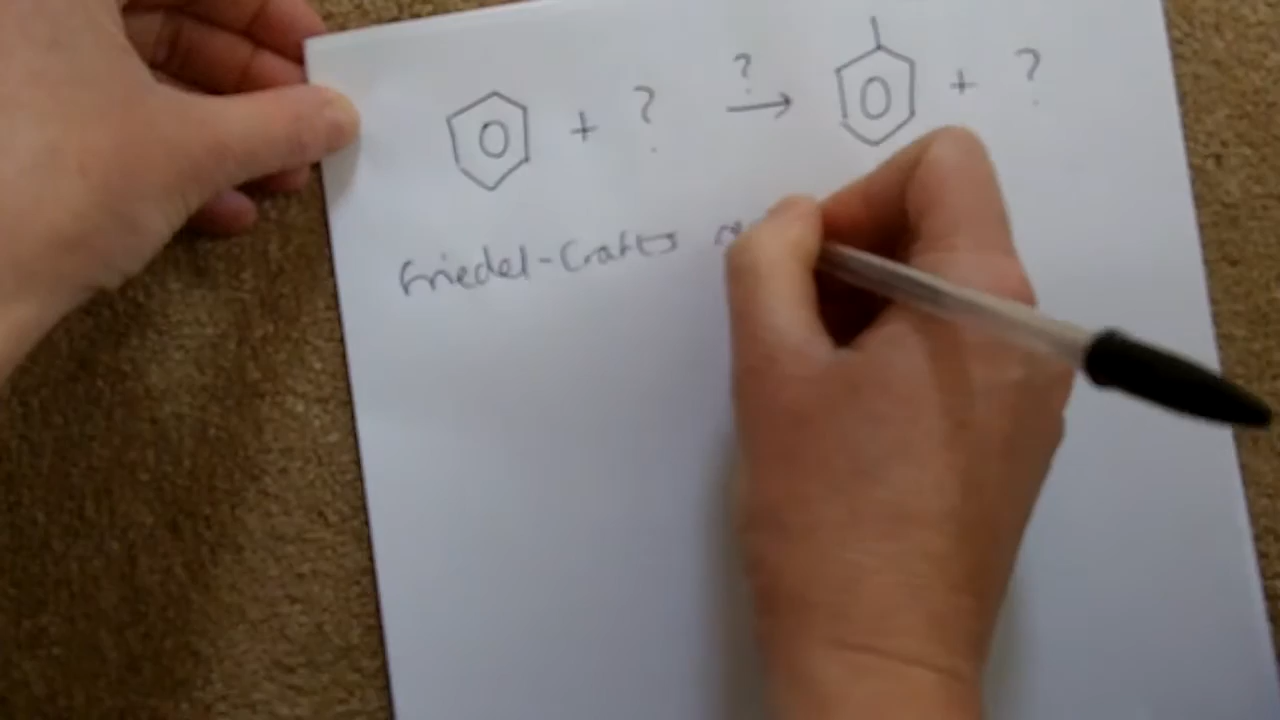 + ? ? → + ?
Friedel-Crafts